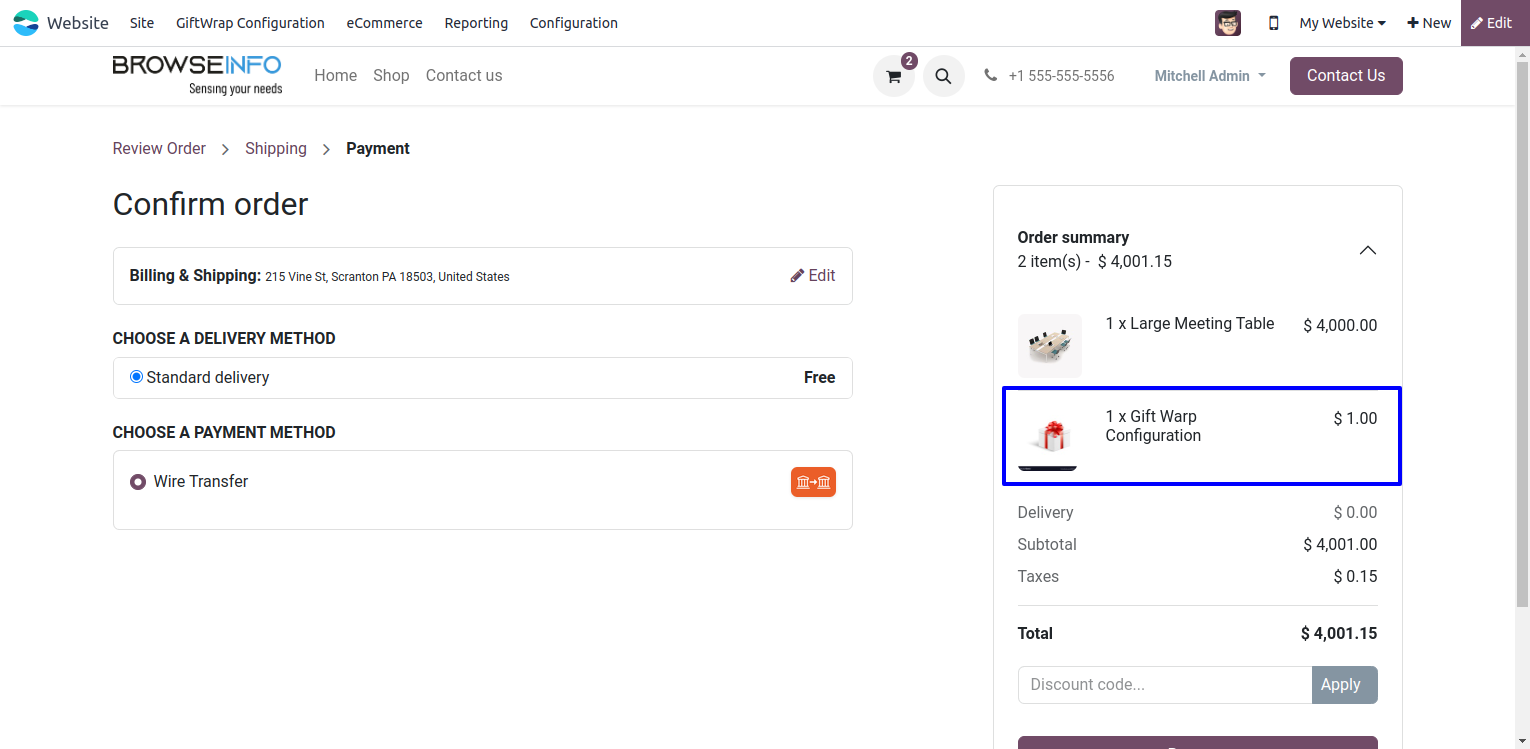 Website Site GiftWrap Configuration eCommerce Reporting Configuration My Website New Edit
BROWSEINFO
Sensing your needs
Home Shop Contact us 2 +1 555-555-5556 Mitchell Admin Contact Us
Review Order Shipping Payment
Confirm order
Billing & Shipping: 215 Vine St, Scranton PA 18503, United States Edit
CHOOSE A DELIVERY METHOD
Standard delivery Free
CHOOSE A PAYMENT METHOD
Wire Transfer
Order summary
2 item(s) - $ 4,001.15
1 x Large Meeting Table $ 4,000.00
1 x Gift Warp $ 1.00
Configuration
Delivery $ 0.00
Subtotal $ 4,001.00
Taxes $ 0.15
Total $ 4,001.15
Discount code... Apply